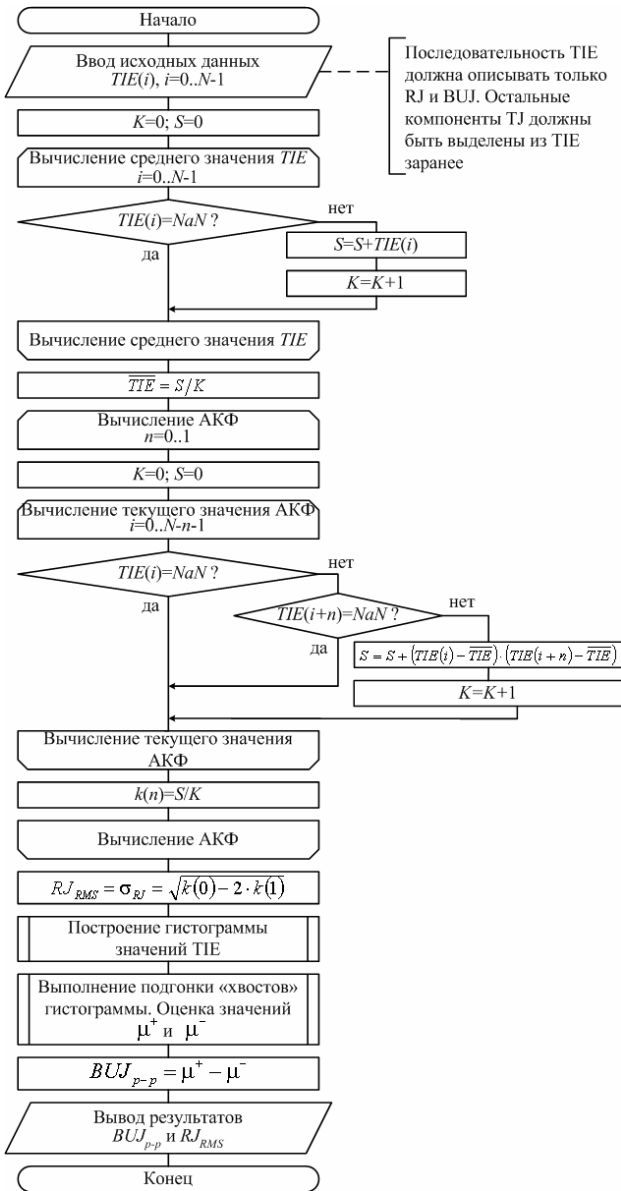 Начало
Ввод исходных данных
TIE(i), i=0..N-1
Последовательность TIE
должна описывать только
RJ и BUJ. Остальные
компоненты TJ должны
быть выделены из TIE
заранее
K=0; S=0
Вычисление среднего значения TIE
i=0..N-1
TIE(i)=NaN ?
нет
да
S=S+TIE(i)
K=K+1
Вычисление среднего значения TIE
T̅I̅E̅ = S/K
Вычисление АКФ
n=0..1
K=0; S=0
Вычисление текущего значения АКФ
i=0..N-n-1
TIE(i)=NaN ?
нет
да
TIE(i+n)=NaN ?
нет
да
S = S + (TIE(i) − T̅I̅E̅) · (TIE(i + n) − T̅I̅E̅)
K=K+1
Вычисление текущего значения
АКФ
k(n)=S/K
Вычисление АКФ
RJ_RMS = σ_RJ = √(k(0) − 2 · k(1))
Построение гистограммы
значений TIE
Выполнение подгонки «хвостов»
гистограммы. Оценка значений
μ⁺ и μ⁻
BUJ_p−p = μ⁺ − μ⁻
Вывод результатов
BUJ_p-p и RJ_RMS
Конец